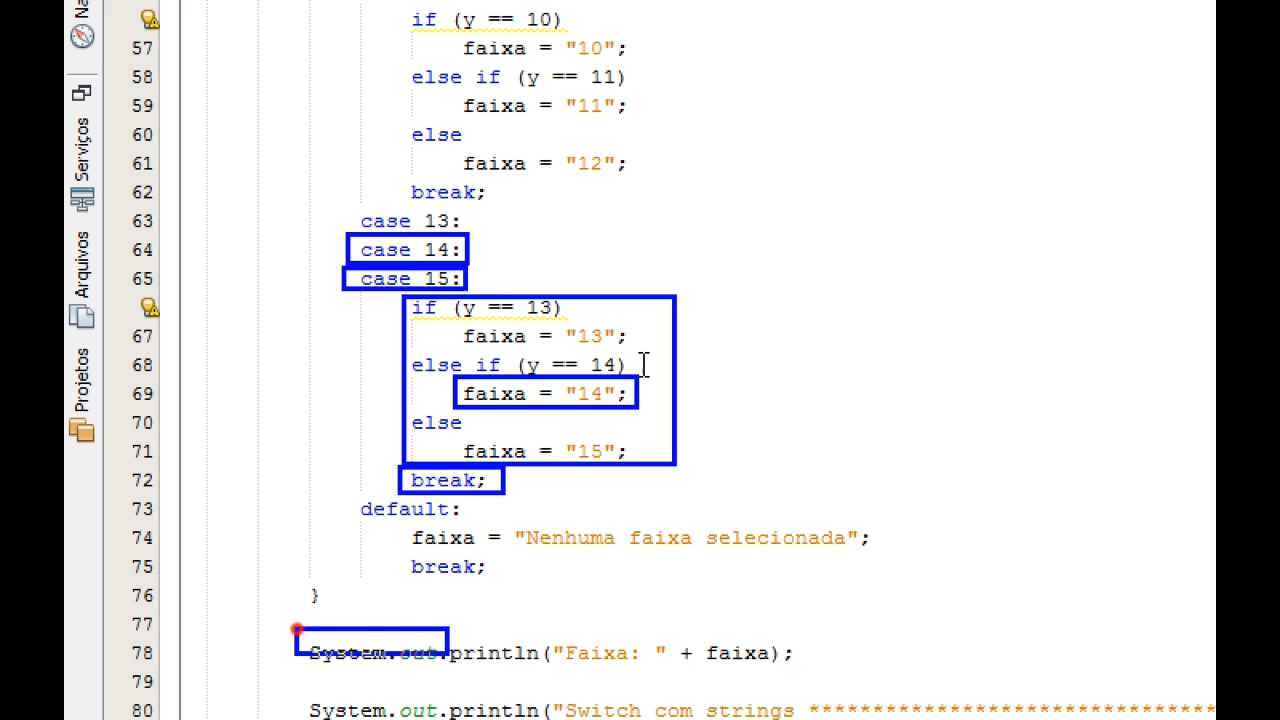 Na
Serviços
Arquivos
Projetos
if (y == 10)
57 faixa = "10";
58 else if (y == 11)
59 faixa = "11";
60 else
61 faixa = "12";
62 break;
63 case 13:
64 case 14:
65 case 15:
if (y == 13)
67 faixa = "13";
68 else if (y == 14)
69 faixa = "14";
70 else
71 faixa = "15";
72 break;
73 default:
74 faixa = "Nenhuma faixa selecionada";
75 break;
76 }
77
78 System.out.println("Faixa: " + faixa);
79
80 System.out.println("Switch com strings ********************************